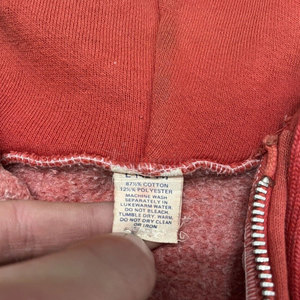 87½% COTTON
12½% POLYESTER
MACHINE WASH
SEPARATELY IN
LUKEWARM WATER.
DO NOT BLEACH.
TUMBLE DRY, WARM.
DO NOT DRY CLEAN
OR IRON